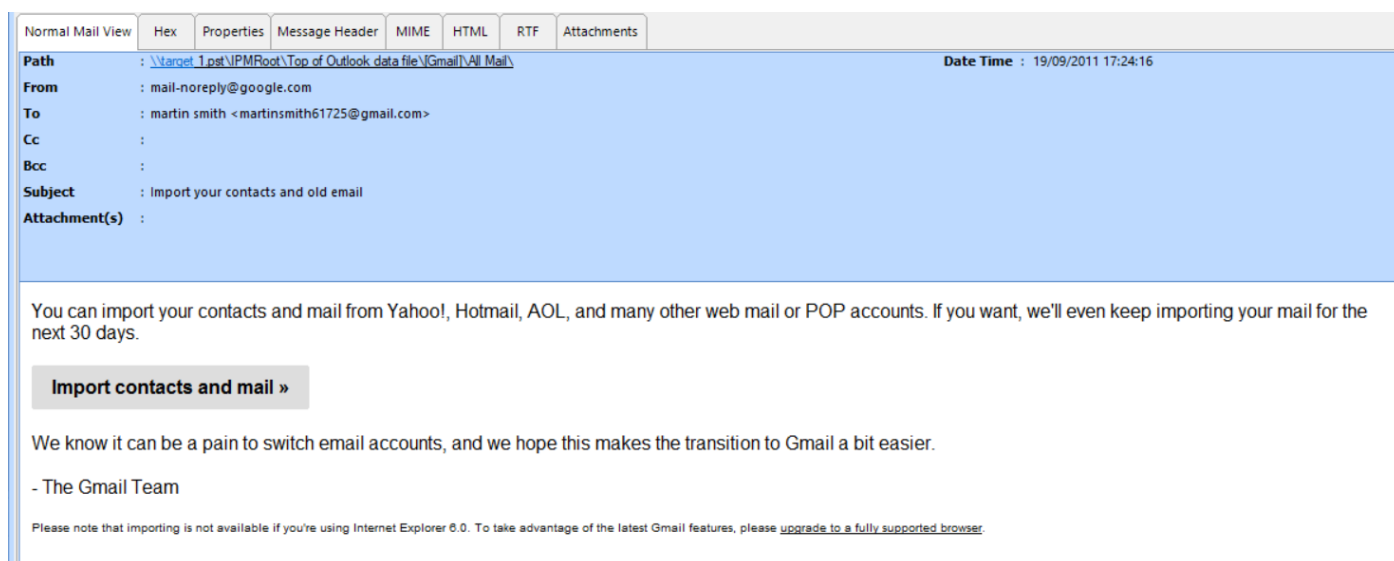 Normal Mail View Hex Properties Message Header MIME HTML RTF Attachments
Path : \\target 1.pst\IPMRoot\Top of Outlook data file\[Gmail]\All Mail\ Date Time : 19/09/2011 17:24:16
From : mail-noreply@google.com
To : martin smith <martinsmith61725@gmail.com>
Cc :
Bcc :
Subject : Import your contacts and old email
Attachment(s) :
You can import your contacts and mail from Yahoo!, Hotmail, AOL, and many other web mail or POP accounts. If you want, we'll even keep importing your mail for the
next 30 days.
Import contacts and mail »
We know it can be a pain to switch email accounts, and we hope this makes the transition to Gmail a bit easier.
- The Gmail Team
Please note that importing is not available if you're using Internet Explorer 6.0. To take advantage of the latest Gmail features, please upgrade to a fully supported browser.